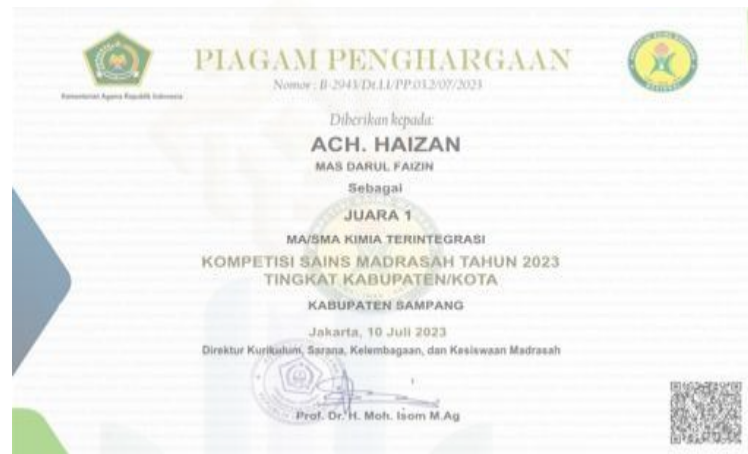 PIAGAM PENGHARGAAN
Kementerian Agama Republik Indonesia
Nomor : B-2943/Dt.I.I/PP.03.2/07/2023
Diberikan kepada:
ACH. HAIZAN
MAS DARUL FAIZIN
Sebagai
JUARA 1
MA/SMA KIMIA TERINTEGRASI
KOMPETISI SAINS MADRASAH TAHUN 2023
TINGKAT KABUPATEN/KOTA
KABUPATEN SAMPANG
Jakarta, 10 Juli 2023
Direktur Kurikulum, Sarana, Kelembagaan, dan Kesiswaan Madrasah
Prof. Dr. H. Moh. Isom M.Ag